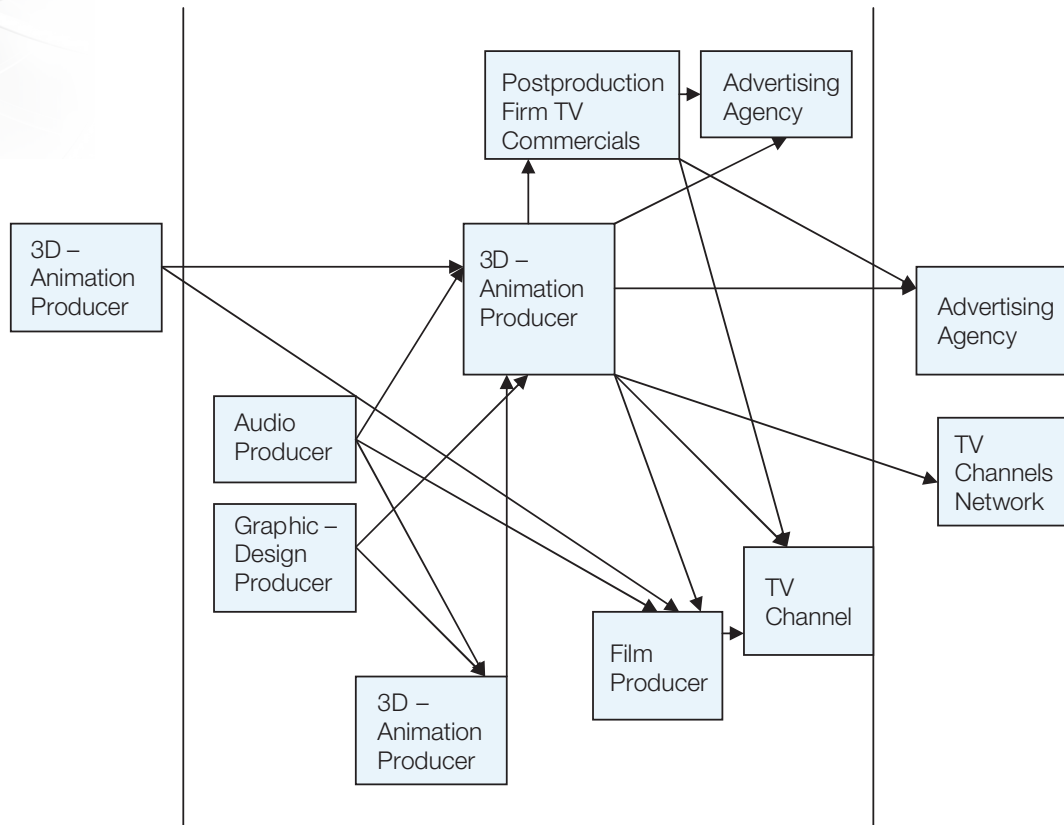 Postproduction
Firm TV
Commercials
Advertising
Agency
3D –
Animation
Producer
3D –
Animation
Producer
Advertising
Agency
Audio
Producer
TV
Channels
Network
Graphic –
Design
Producer
TV
Channel
Film
Producer
3D –
Animation
Producer